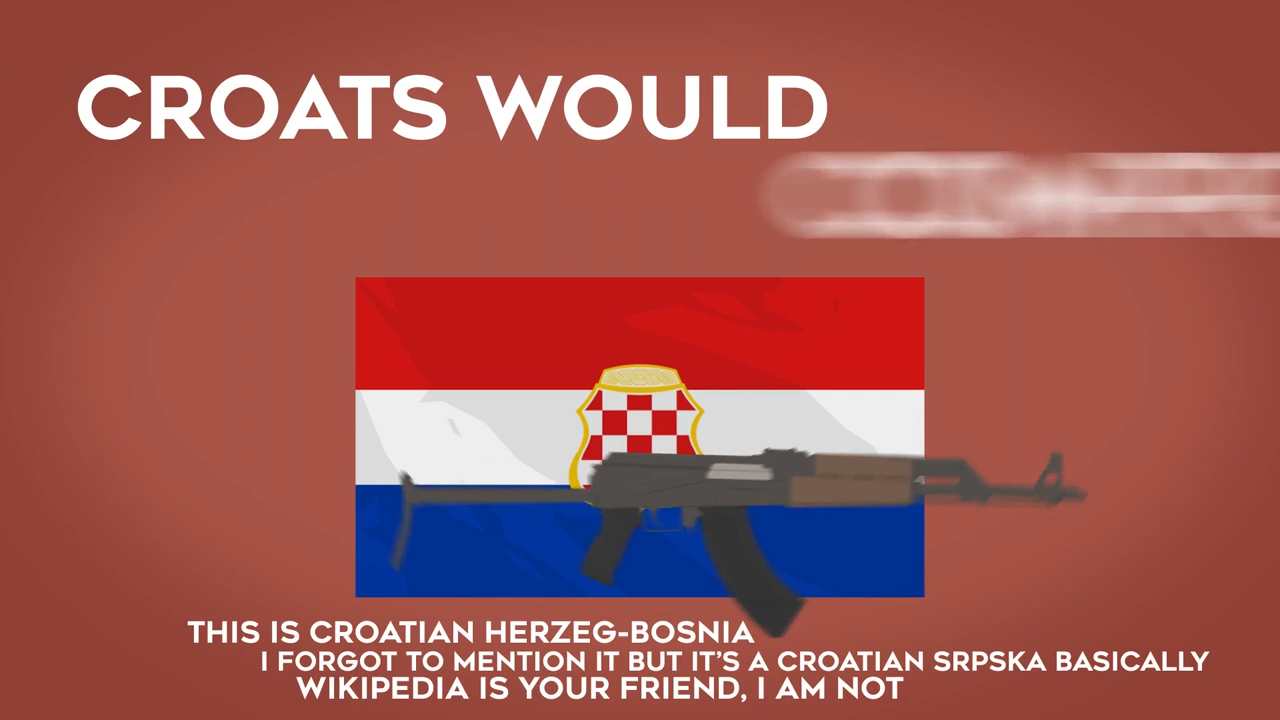 CROATS WOULD
THIS IS CROATIAN HERZEG-BOSNIA
I FORGOT TO MENTION IT BUT IT'S A CROATIAN SRPSKA BASICALLY
WIKIPEDIA IS YOUR FRIEND, I AM NOT